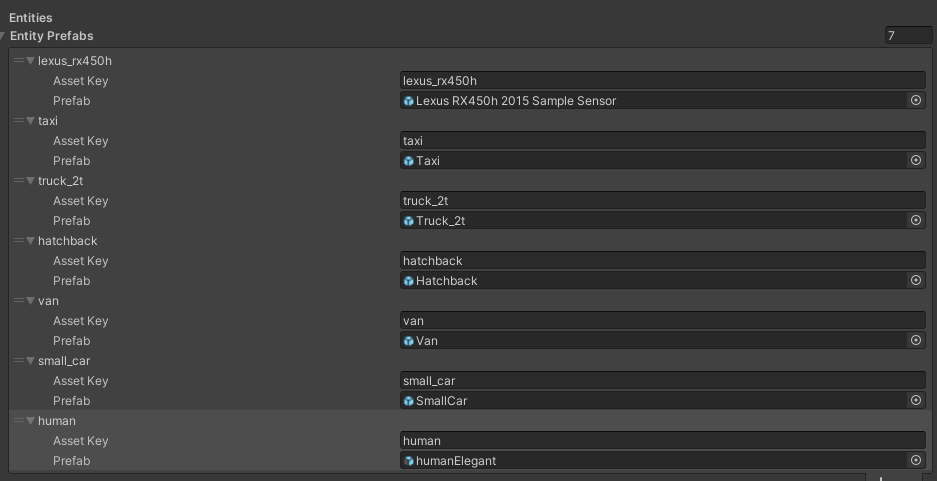 Entities
Entity Prefabs 7
lexus_rx450h
Asset Key lexus_rx450h
Prefab Lexus RX450h 2015 Sample Sensor
taxi
Asset Key taxi
Prefab Taxi
truck_2t
Asset Key truck_2t
Prefab Truck_2t
hatchback
Asset Key hatchback
Prefab Hatchback
van
Asset Key van
Prefab Van
small_car
Asset Key small_car
Prefab SmallCar
human
Asset Key human
Prefab humanElegant